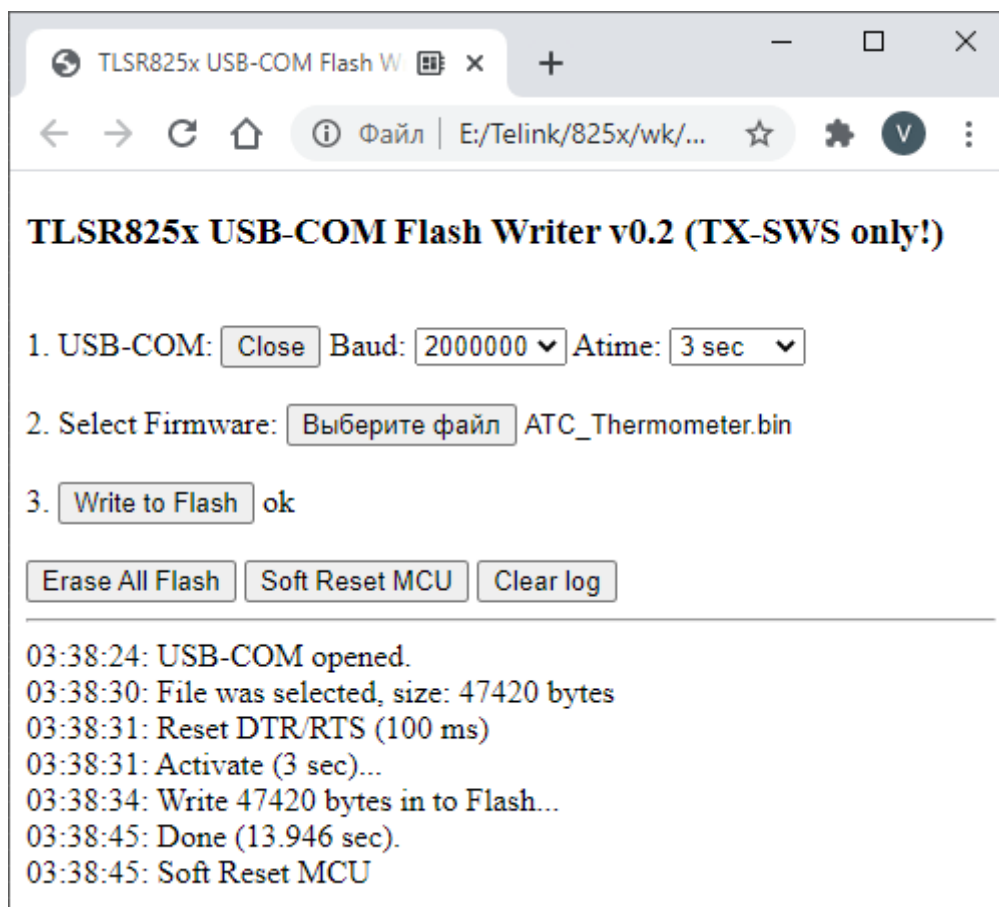 TLSR825x USB-COM Flash W
Файл | E:/Telink/825x/wk/...
V
TLSR825x USB-COM Flash Writer v0.2 (TX-SWS only!)
1. USB-COM: Close Baud: 2000000 Atime: 3 sec
2. Select Firmware: Выберите файл ATC_Thermometer.bin
3. Write to Flash ok
Erase All Flash Soft Reset MCU Clear log
03:38:24: USB-COM opened.
03:38:30: File was selected, size: 47420 bytes
03:38:31: Reset DTR/RTS (100 ms)
03:38:31: Activate (3 sec)...
03:38:34: Write 47420 bytes in to Flash...
03:38:45: Done (13.946 sec).
03:38:45: Soft Reset MCU